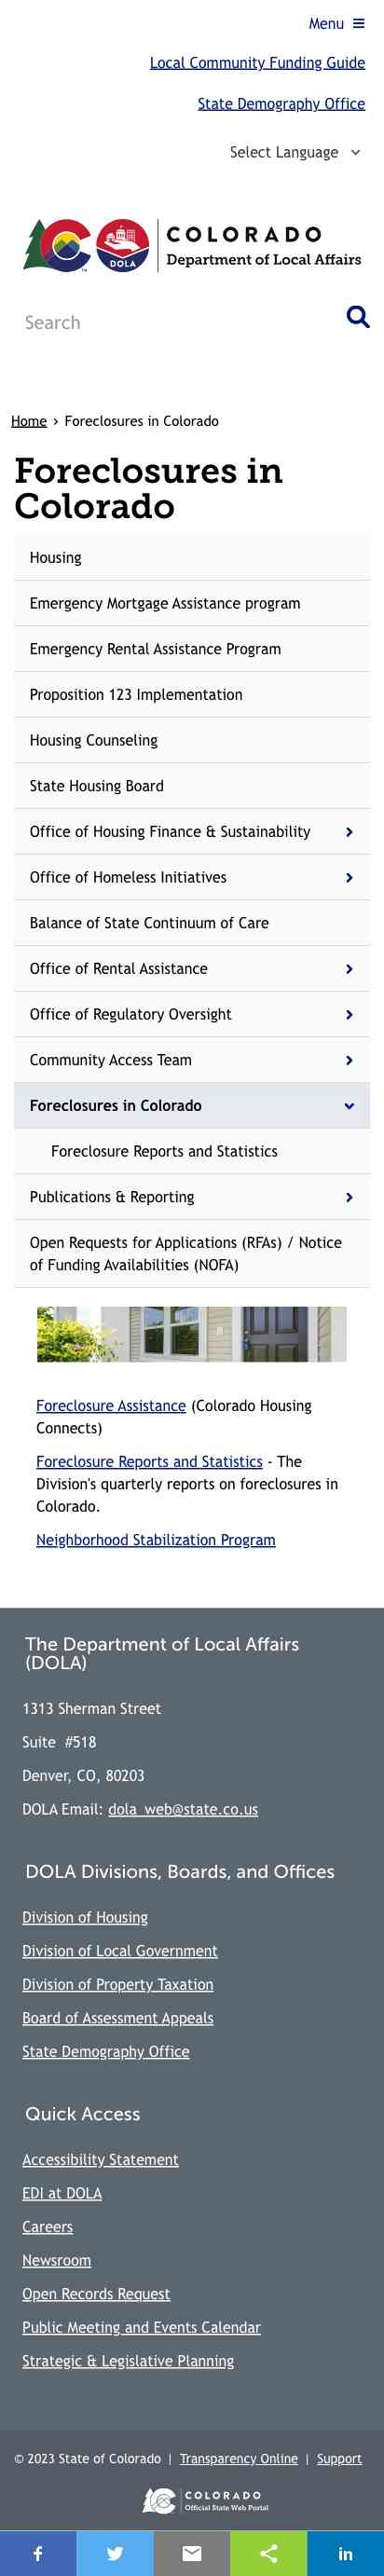 Menu
Local Community Funding Guide
State Demography Office
Select Language
COLORADO
Department of Local Affairs
DOLA
Search
Home › Foreclosures in Colorado
Foreclosures in
Colorado
Housing
Emergency Mortgage Assistance program
Emergency Rental Assistance Program
Proposition 123 Implementation
Housing Counseling
State Housing Board
Office of Housing Finance & Sustainability
Office of Homeless Initiatives
Balance of State Continuum of Care
Office of Rental Assistance
Office of Regulatory Oversight
Community Access Team
Foreclosures in Colorado
Foreclosure Reports and Statistics
Publications & Reporting
Open Requests for Applications (RFAs) / Notice
of Funding Availabilities (NOFA)
Foreclosure Assistance (Colorado Housing
Connects)
Foreclosure Reports and Statistics - The
Division's quarterly reports on foreclosures in
Colorado.
Neighborhood Stabilization Program
The Department of Local Affairs
(DOLA)
1313 Sherman Street
Suite #518
Denver, CO, 80203
DOLA Email: dola_web@state.co.us
DOLA Divisions, Boards, and Offices
Division of Housing
Division of Local Government
Division of Property Taxation
Board of Assessment Appeals
State Demography Office
Quick Access
Accessibility Statement
EDI at DOLA
Careers
Newsroom
Open Records Request
Public Meeting and Events Calendar
Strategic & Legislative Planning
© 2023 State of Colorado | Transparency Online | Support
COLORADO
Official State Web Portal